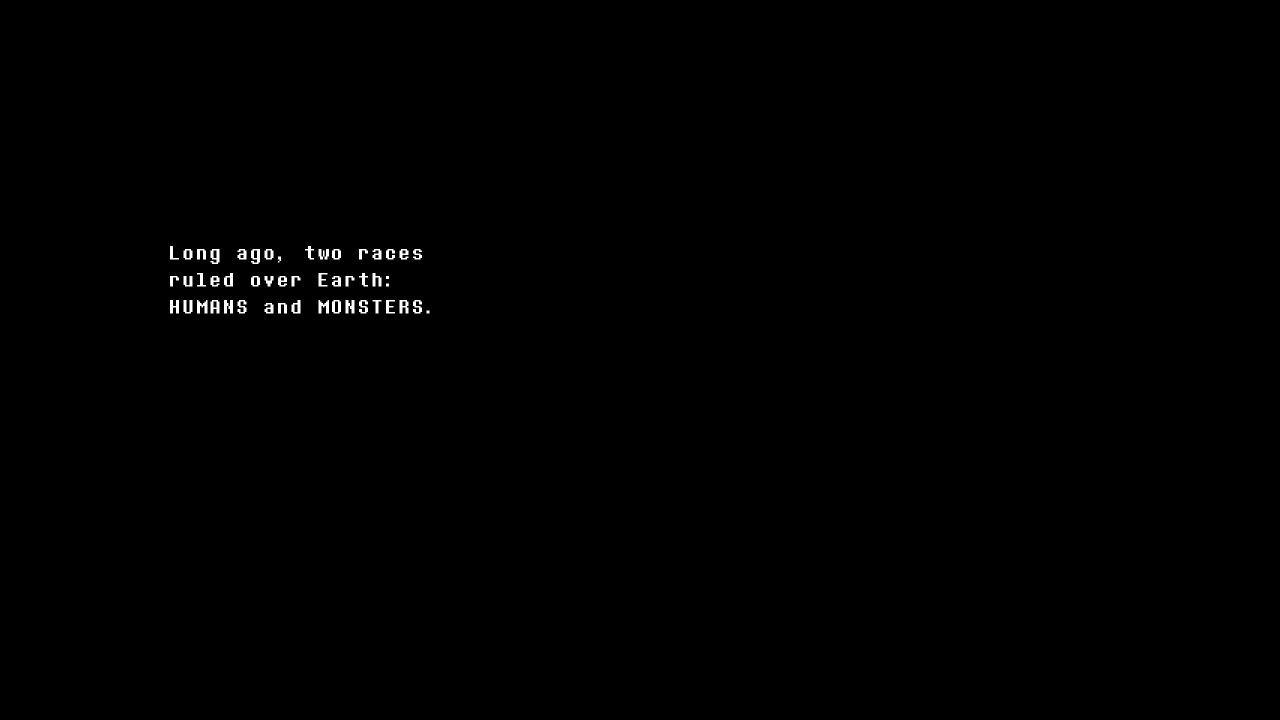 Long ago, two races
ruled over Earth:
HUMANS and MONSTERS.